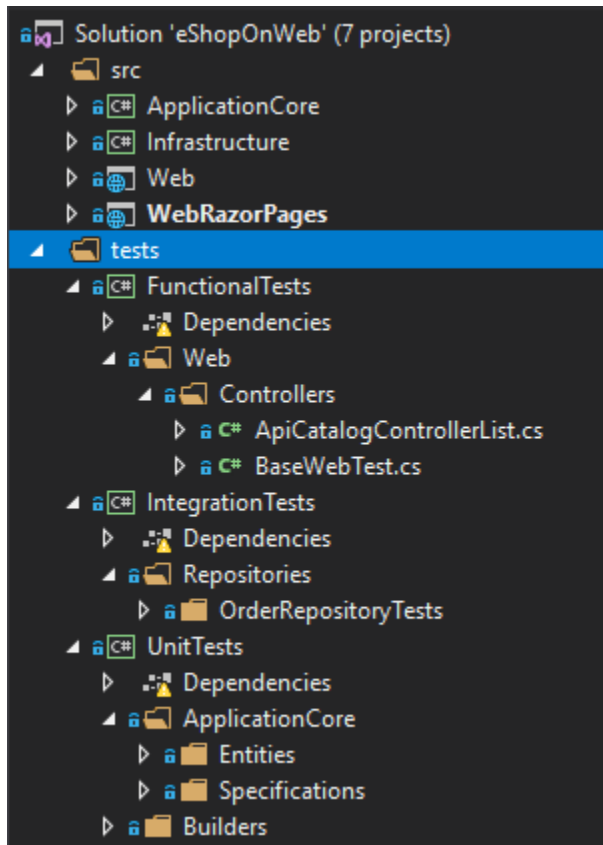 Solution 'eShopOnWeb' (7 projects)
src
C# ApplicationCore
C# Infrastructure
Web
WebRazorPages
tests
C# FunctionalTests
Dependencies
Web
Controllers
C# ApiCatalogControllerList.cs
C# BaseWebTest.cs
C# IntegrationTests
Dependencies
Repositories
OrderRepositoryTests
C# UnitTests
Dependencies
ApplicationCore
Entities
Specifications
Builders